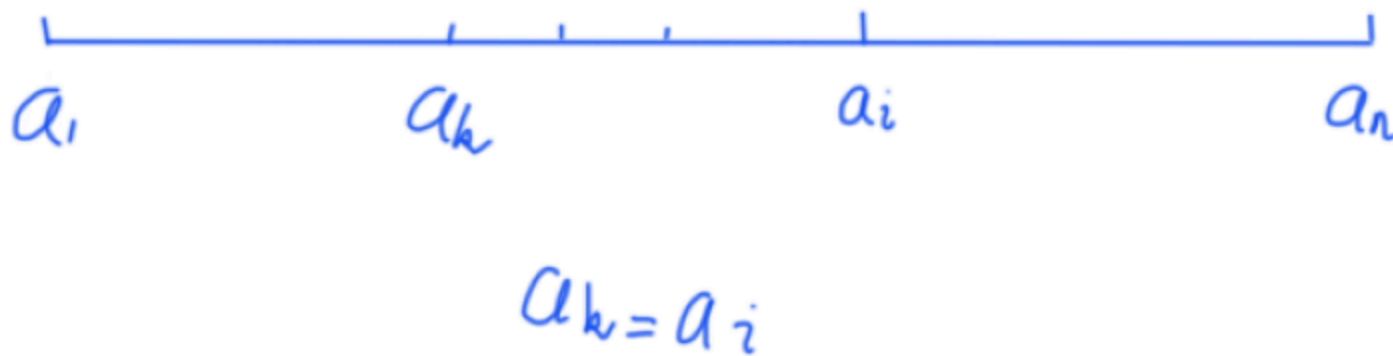 a₁ aₖ aᵢ aₙ
aₖ = aᵢ